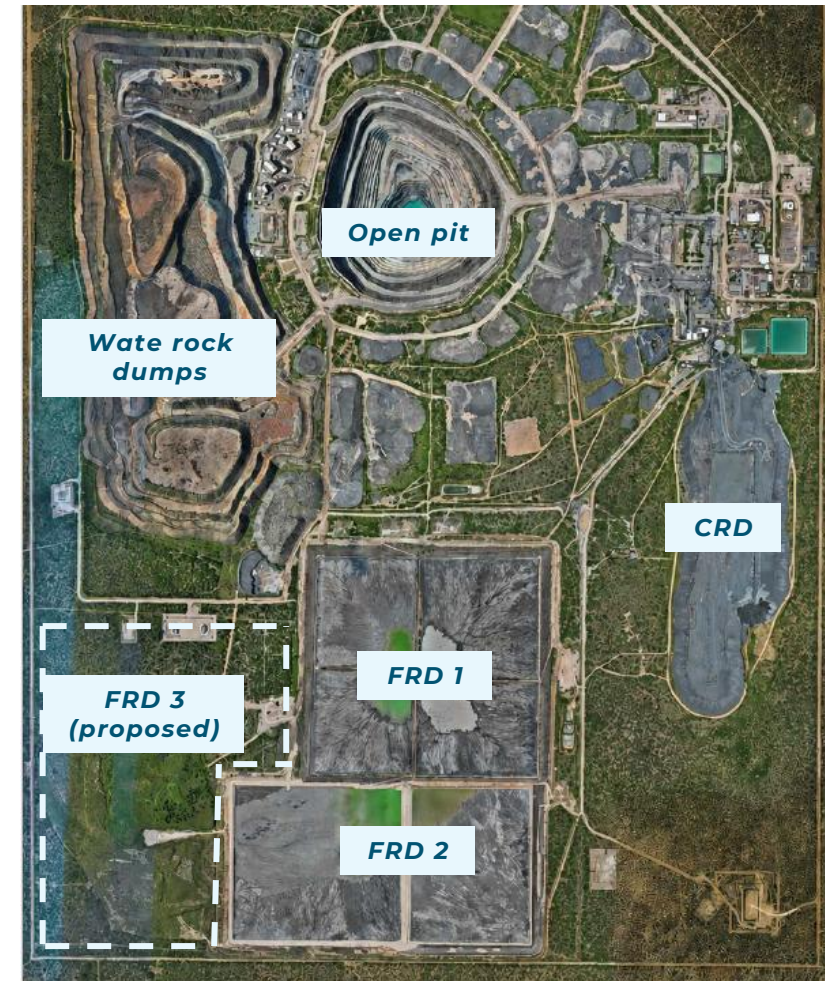 Open pit
Wate rock
dumps
CRD
FRD 1
FRD 3
(proposed)
FRD 2